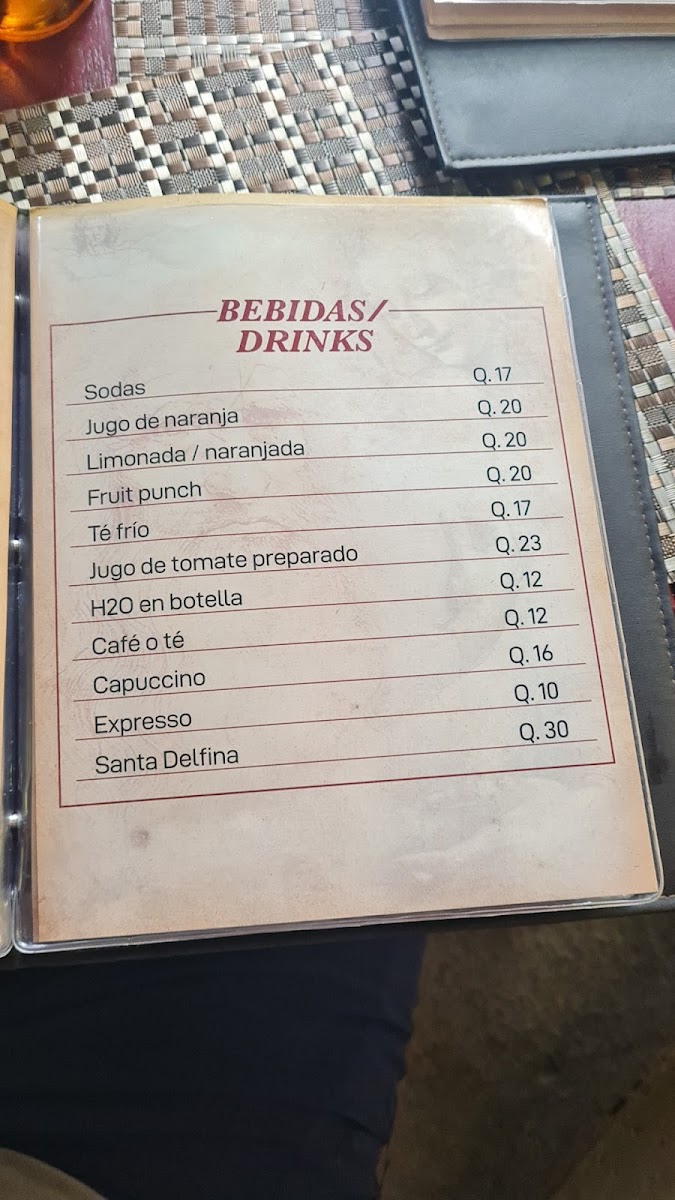 BEBIDAS/
DRINKS
Sodas Q. 17
Jugo de naranja Q. 20
Limonada / naranjada Q. 20
Fruit punch Q. 20
Té frío Q. 17
Jugo de tomate preparado Q. 23
H2O en botella Q. 12
Café o té Q. 12
Capuccino Q. 16
Expresso Q. 10
Santa Delfina Q. 30